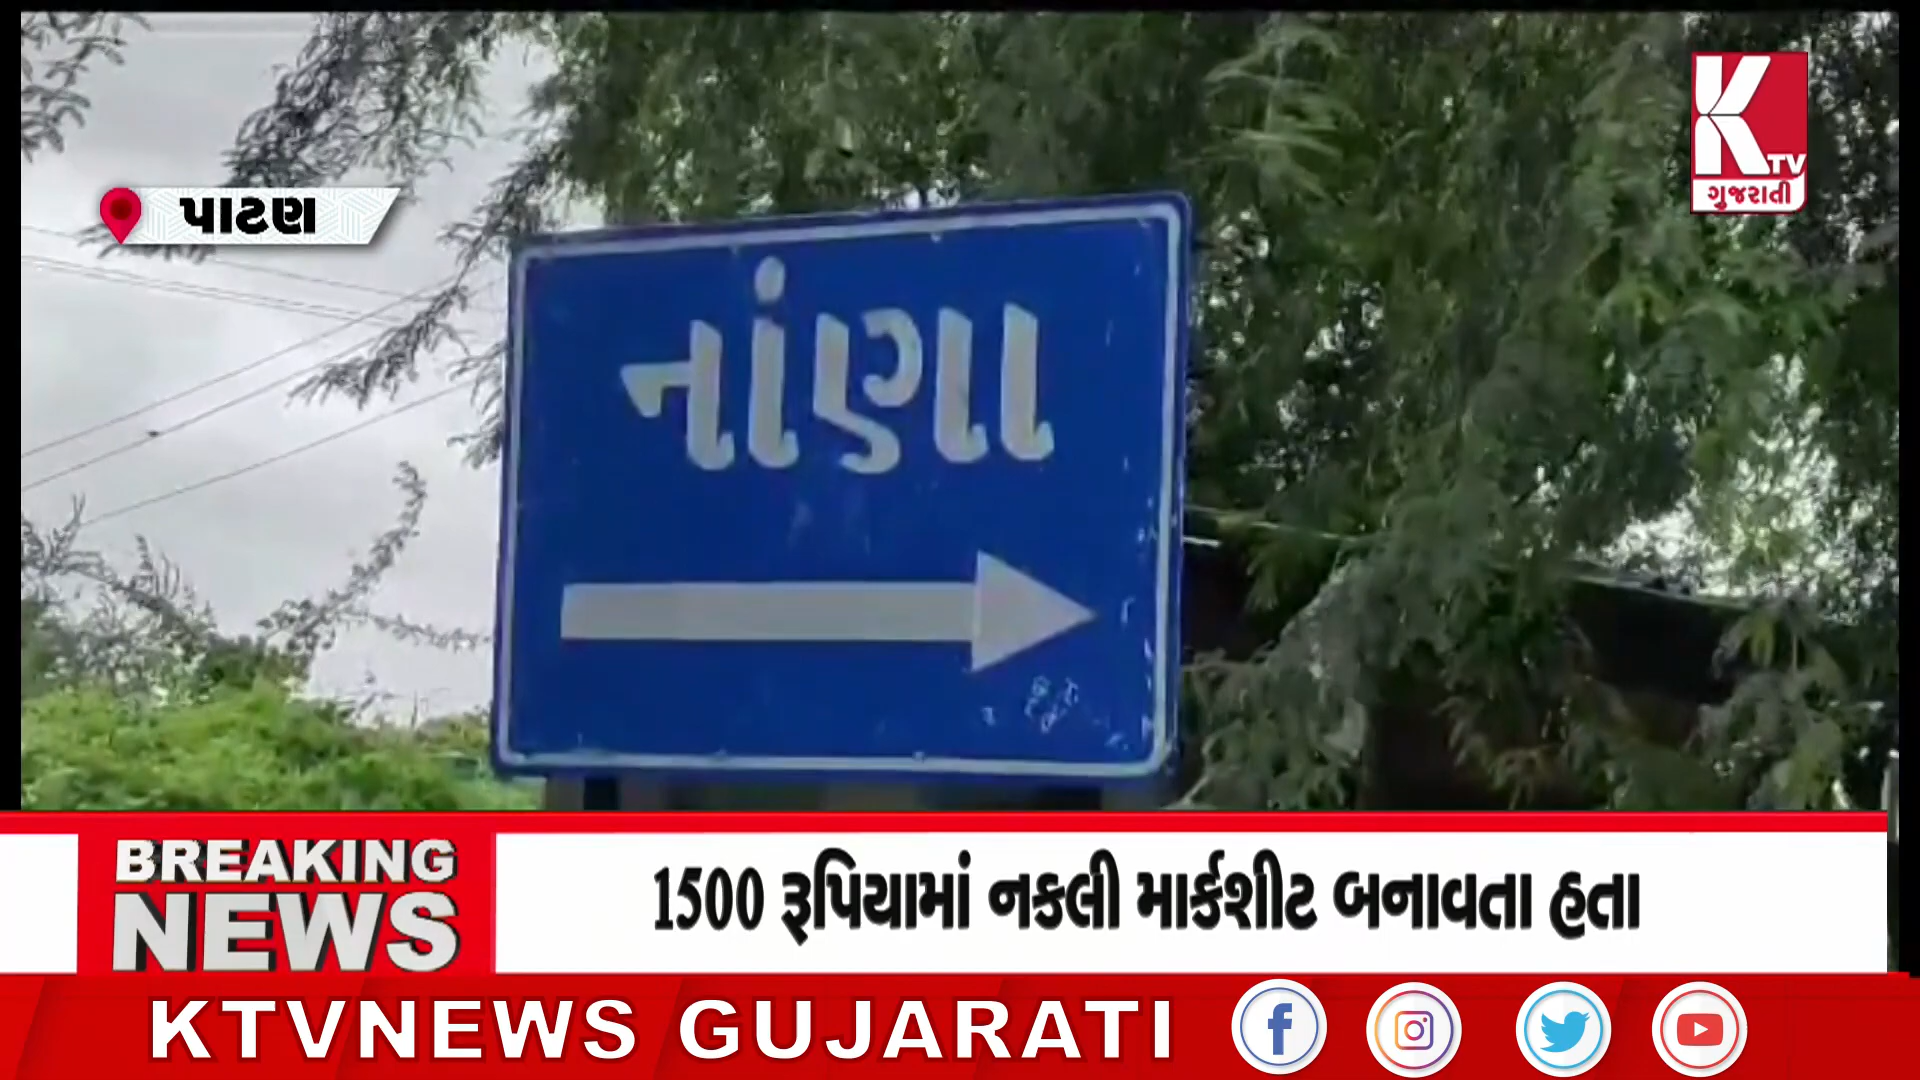 K
TV
ગુજરાતી
પાટણ
નાંણા
BREAKING
NEWS
1500 રૂપિયામાં નકલી માર્કશીટ બનાવતા હતા
KTVNEWS GUJARATI